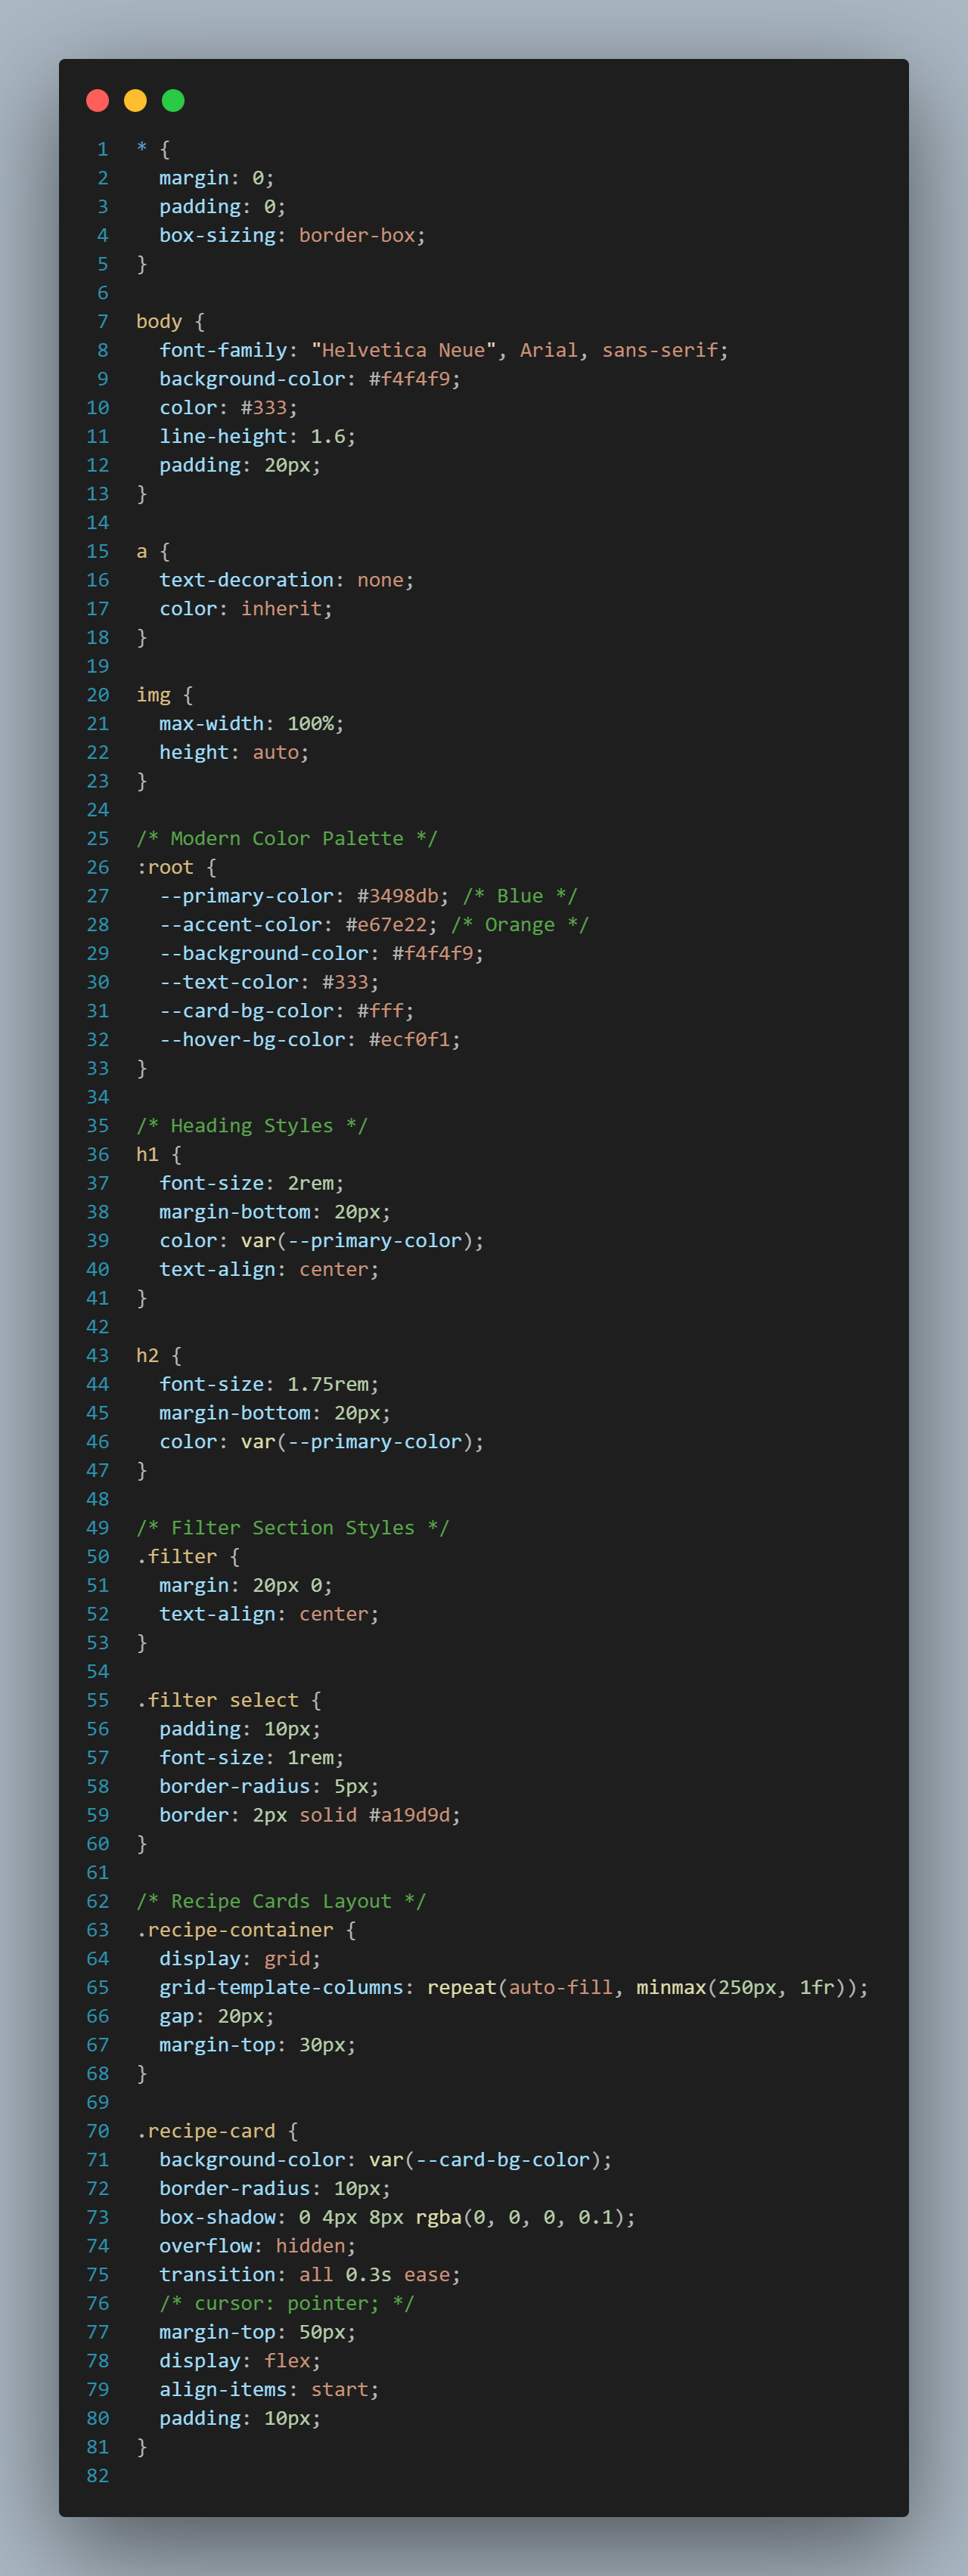 1 * {
2   margin: 0;
3   padding: 0;
4   box-sizing: border-box;
5 }
6
7 body {
8   font-family: "Helvetica Neue", Arial, sans-serif;
9   background-color: #f4f4f9;
10   color: #333;
11   line-height: 1.6;
12   padding: 20px;
13 }
14
15 a {
16   text-decoration: none;
17   color: inherit;
18 }
19
20 img {
21   max-width: 100%;
22   height: auto;
23 }
24
25 /* Modern Color Palette */
26 :root {
27   --primary-color: #3498db; /* Blue */
28   --accent-color: #e67e22; /* Orange */
29   --background-color: #f4f4f9;
30   --text-color: #333;
31   --card-bg-color: #fff;
32   --hover-bg-color: #ecf0f1;
33 }
34
35 /* Heading Styles */
36 h1 {
37   font-size: 2rem;
38   margin-bottom: 20px;
39   color: var(--primary-color);
40   text-align: center;
41 }
42
43 h2 {
44   font-size: 1.75rem;
45   margin-bottom: 20px;
46   color: var(--primary-color);
47 }
48
49 /* Filter Section Styles */
50 .filter {
51   margin: 20px 0;
52   text-align: center;
53 }
54
55 .filter select {
56   padding: 10px;
57   font-size: 1rem;
58   border-radius: 5px;
59   border: 2px solid #a19d9d;
60 }
61
62 /* Recipe Cards Layout */
63 .recipe-container {
64   display: grid;
65   grid-template-columns: repeat(auto-fill, minmax(250px, 1fr));
66   gap: 20px;
67   margin-top: 30px;
68 }
69
70 .recipe-card {
71   background-color: var(--card-bg-color);
72   border-radius: 10px;
73   box-shadow: 0 4px 8px rgba(0, 0, 0, 0.1);
74   overflow: hidden;
75   transition: all 0.3s ease;
76   /* cursor: pointer; */
77   margin-top: 50px;
78   display: flex;
79   align-items: start;
80   padding: 10px;
81 }
82